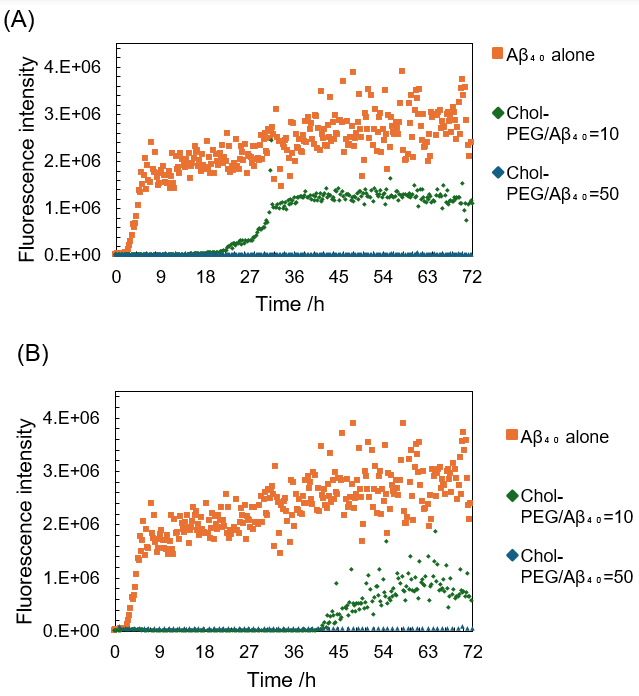 (A)
Fluorescence intensity
4.E+06
3.E+06
2.E+06
1.E+06
0.E+00
0 9 18 27 36 45 54 63 72
Time /h
Aβ₄₀ alone
Chol-
PEG/Aβ₄₀=10
Chol-
PEG/Aβ₄₀=50
(B)
Fluorescence intensity
4.E+06
3.E+06
2.E+06
1.E+06
0.E+00
0 9 18 27 36 45 54 63 72
Time /h
Aβ₄₀ alone
Chol-
PEG/Aβ₄₀=10
Chol-
PEG/Aβ₄₀=50